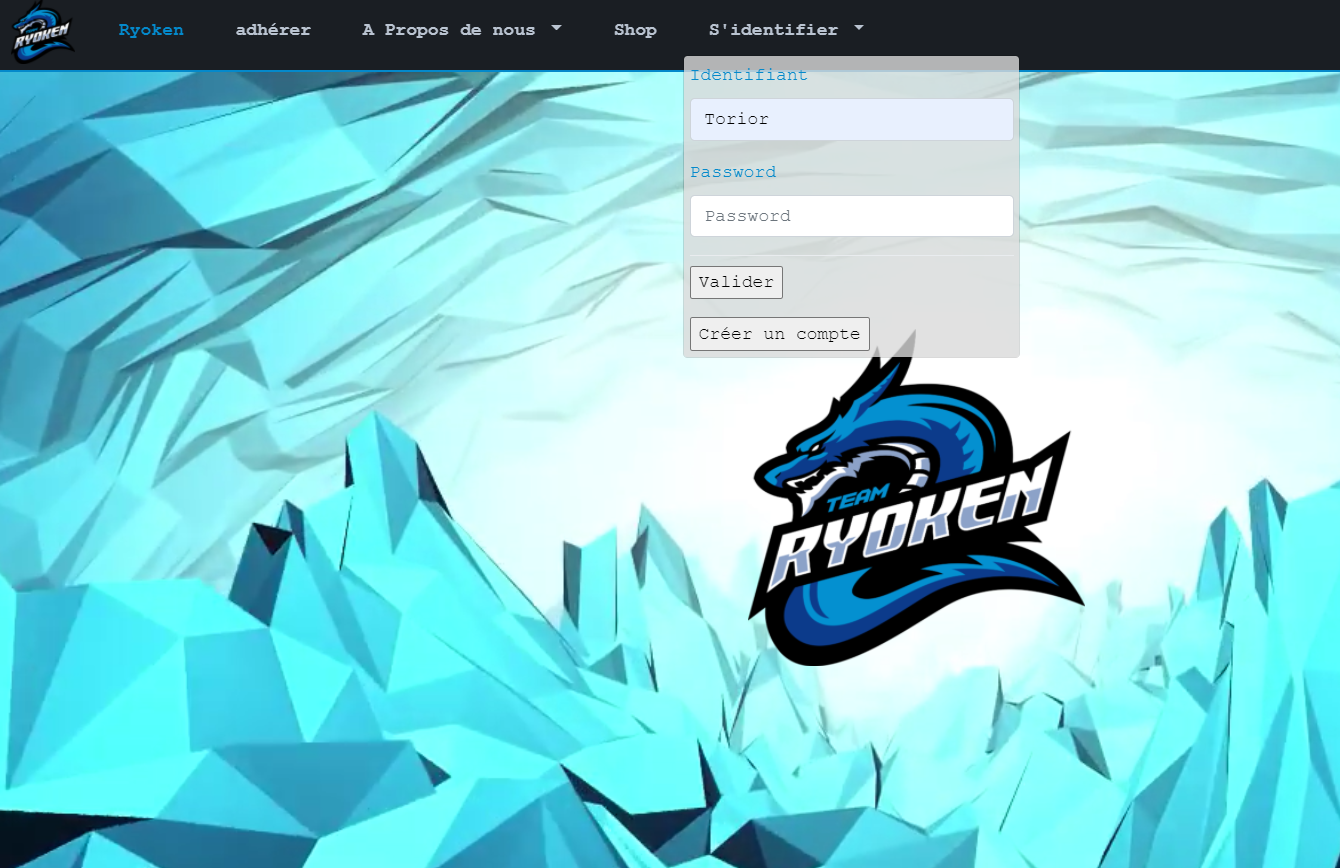 RYOKEN
Ryoken adhérer A Propos de nous Shop S'identifier
Identifiant
Torior
Password
Password
Valider
Créer un compte
TEAM
RYOKEN